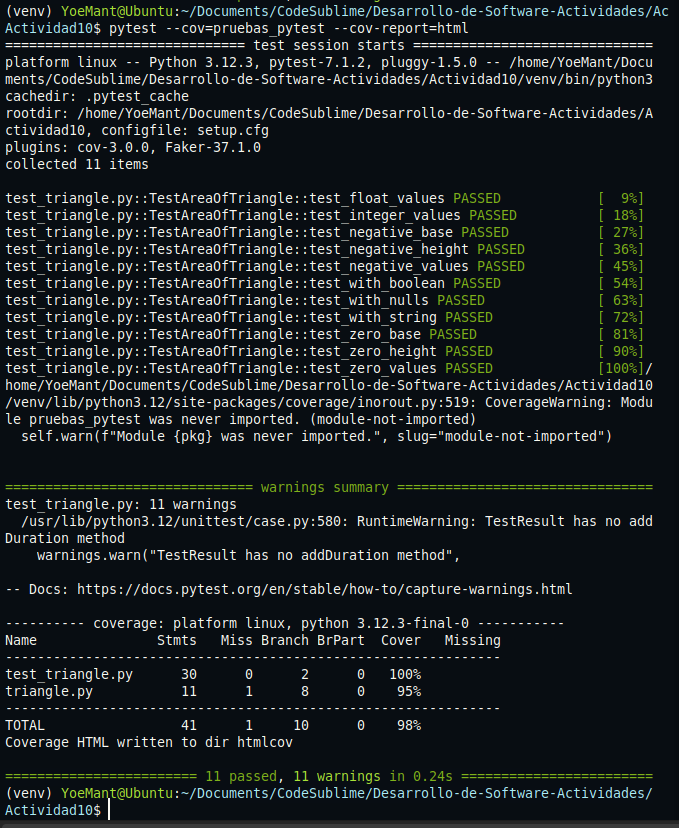 (venv) YoeMant@Ubuntu:~/Documents/CodeSublime/Desarrollo-de-Software-Actividades/Ac
Actividad10$ pytest --cov=pruebas_pytest --cov-report=html
============================== test session starts ==============================
platform linux -- Python 3.12.3, pytest-7.1.2, pluggy-1.5.0 -- /home/YoeMant/Docu
ments/CodeSublime/Desarrollo-de-Software-Actividades/Actividad10/venv/bin/python3
cachedir: .pytest_cache
rootdir: /home/YoeMant/Documents/CodeSublime/Desarrollo-de-Software-Actividades/A
ctividad10, configfile: setup.cfg
plugins: cov-3.0.0, Faker-37.1.0
collected 11 items
test_triangle.py::TestAreaOfTriangle::test_float_values PASSED            [  9%]
test_triangle.py::TestAreaOfTriangle::test_integer_values PASSED          [ 18%]
test_triangle.py::TestAreaOfTriangle::test_negative_base PASSED           [ 27%]
test_triangle.py::TestAreaOfTriangle::test_negative_height PASSED         [ 36%]
test_triangle.py::TestAreaOfTriangle::test_negative_values PASSED         [ 45%]
test_triangle.py::TestAreaOfTriangle::test_with_boolean PASSED            [ 54%]
test_triangle.py::TestAreaOfTriangle::test_with_nulls PASSED              [ 63%]
test_triangle.py::TestAreaOfTriangle::test_with_string PASSED             [ 72%]
test_triangle.py::TestAreaOfTriangle::test_zero_base PASSED               [ 81%]
test_triangle.py::TestAreaOfTriangle::test_zero_height PASSED             [ 90%]
test_triangle.py::TestAreaOfTriangle::test_zero_values PASSED             [100%]/
home/YoeMant/Documents/CodeSublime/Desarrollo-de-Software-Actividades/Actividad10
/venv/lib/python3.12/site-packages/coverage/inorout.py:519: CoverageWarning: Modu
le pruebas_pytest was never imported. (module-not-imported)
  self.warn(f"Module {pkg} was never imported.", slug="module-not-imported")
=============================== warnings summary ================================
test_triangle.py: 11 warnings
  /usr/lib/python3.12/unittest/case.py:580: RuntimeWarning: TestResult has no add
Duration method
    warnings.warn("TestResult has no addDuration method",
-- Docs: https://docs.pytest.org/en/stable/how-to/capture-warnings.html
---------- coverage: platform linux, python 3.12.3-final-0 -----------
Name               Stmts   Miss Branch BrPart  Cover   Missing
--------------------------------------------------------------
test_triangle.py      30      0      2      0   100%
triangle.py           11      1      8      0    95%
--------------------------------------------------------------
TOTAL                 41      1     10      0    98%
Coverage HTML written to dir htmlcov
======================== 11 passed, 11 warnings in 0.24s ========================
(venv) YoeMant@Ubuntu:~/Documents/CodeSublime/Desarrollo-de-Software-Actividades/
Actividad10$